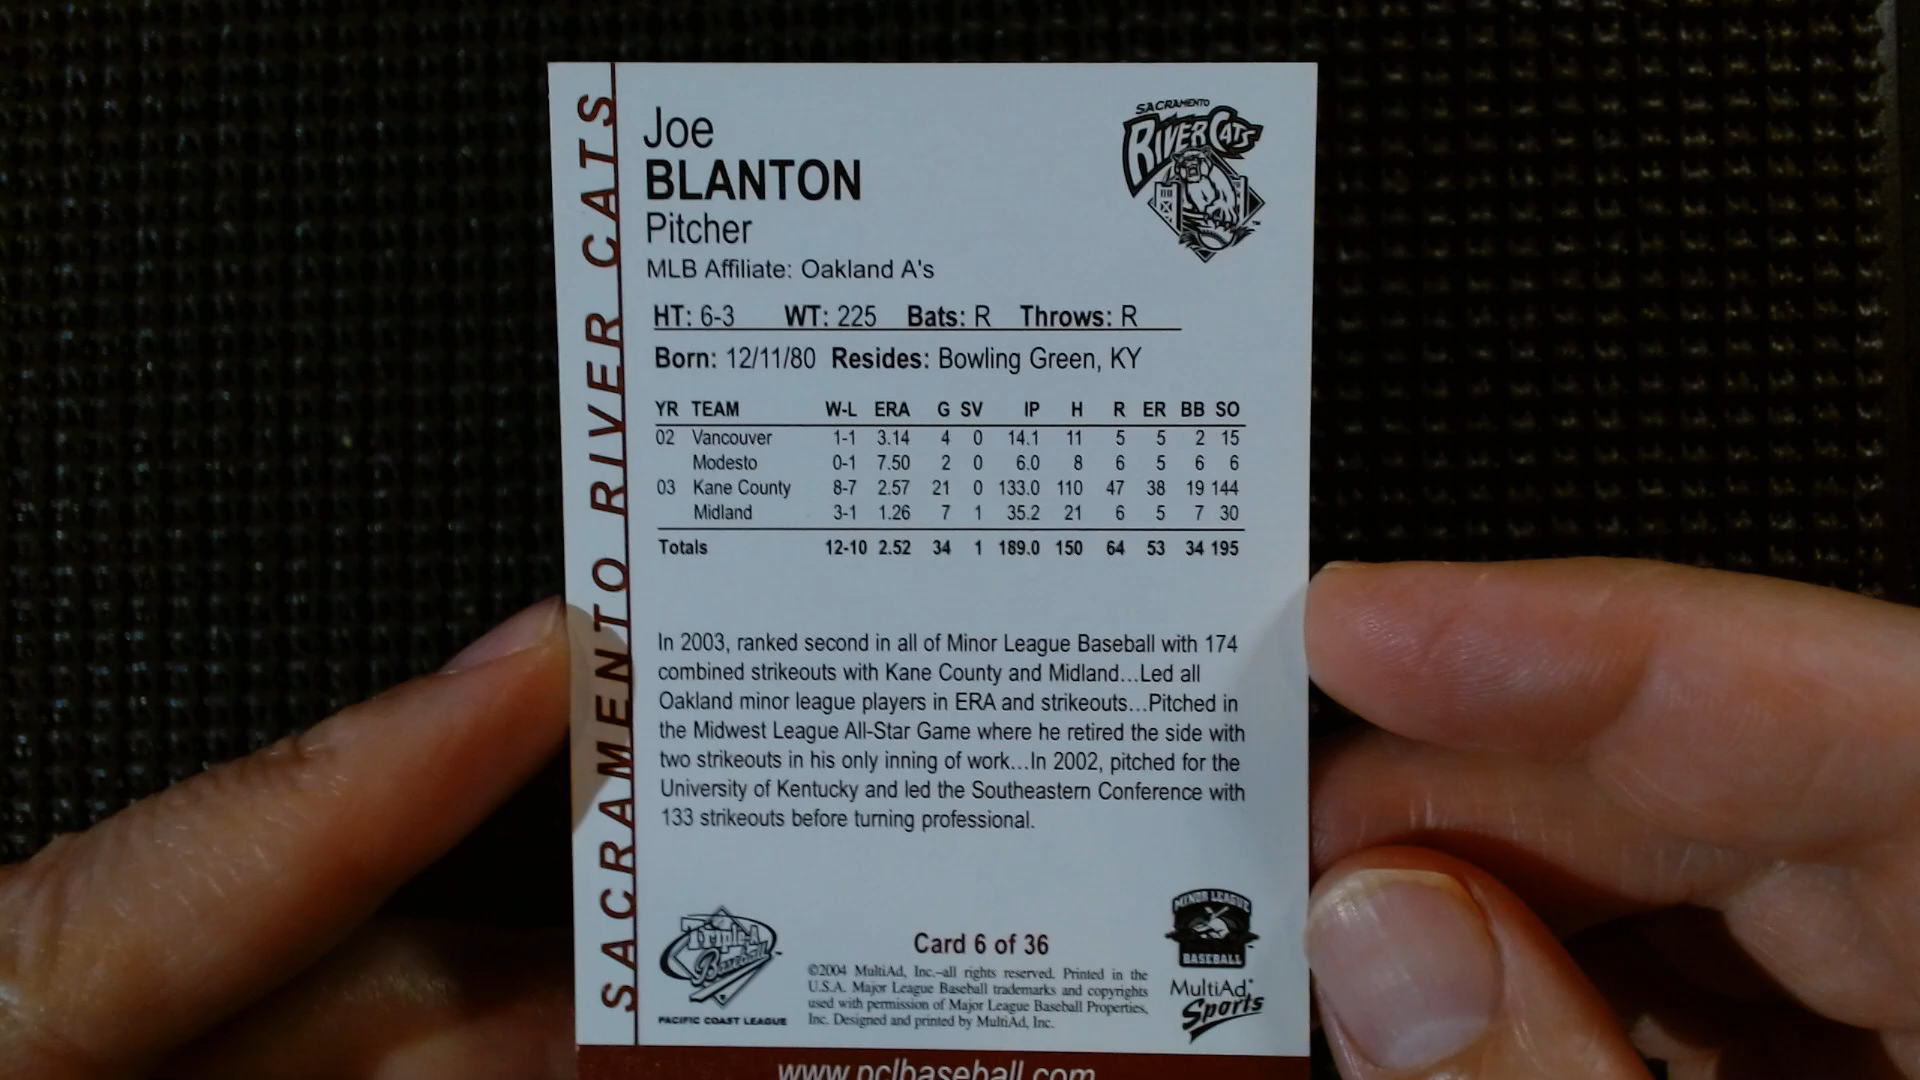 SACRAMENTO RIVER CATS
Joe
BLANTON
Pitcher
MLB Affiliate: Oakland A's
SACRAMENTO
RIVER CATS
HT: 6-3 WT: 225 Bats: R Throws: R
Born: 12/11/80 Resides: Bowling Green, KY
YR TEAM W-L ERA G SV IP H R ER BB SO
02 Vancouver 1-1 3.14 4 0 14.1 11 5 5 2 15
Modesto 0-1 7.50 2 0 6.0 8 6 5 6 6
03 Kane County 8-7 2.57 21 0 133.0 110 47 38 19 144
Midland 3-1 1.26 7 1 35.2 21 6 5 7 30
Totals 12-10 2.52 34 1 189.0 150 64 53 34 195
In 2003, ranked second in all of Minor League Baseball with 174
combined strikeouts with Kane County and Midland...Led all
Oakland minor league players in ERA and strikeouts...Pitched in
the Midwest League All-Star Game where he retired the side with
two strikeouts in his only inning of work...In 2002, pitched for the
University of Kentucky and led the Southeastern Conference with
133 strikeouts before turning professional.
Triple-A
Baseball
PACIFIC COAST LEAGUE
Card 6 of 36
©2004 MultiAd, Inc.–all rights reserved. Printed in the
U.S.A. Major League Baseball trademarks and copyrights
used with permission of Major League Baseball Properties,
Inc. Designed and printed by MultiAd, Inc.
MINOR LEAGUE
BASEBALL
MultiAd
Sports
www.pclbaseball.com